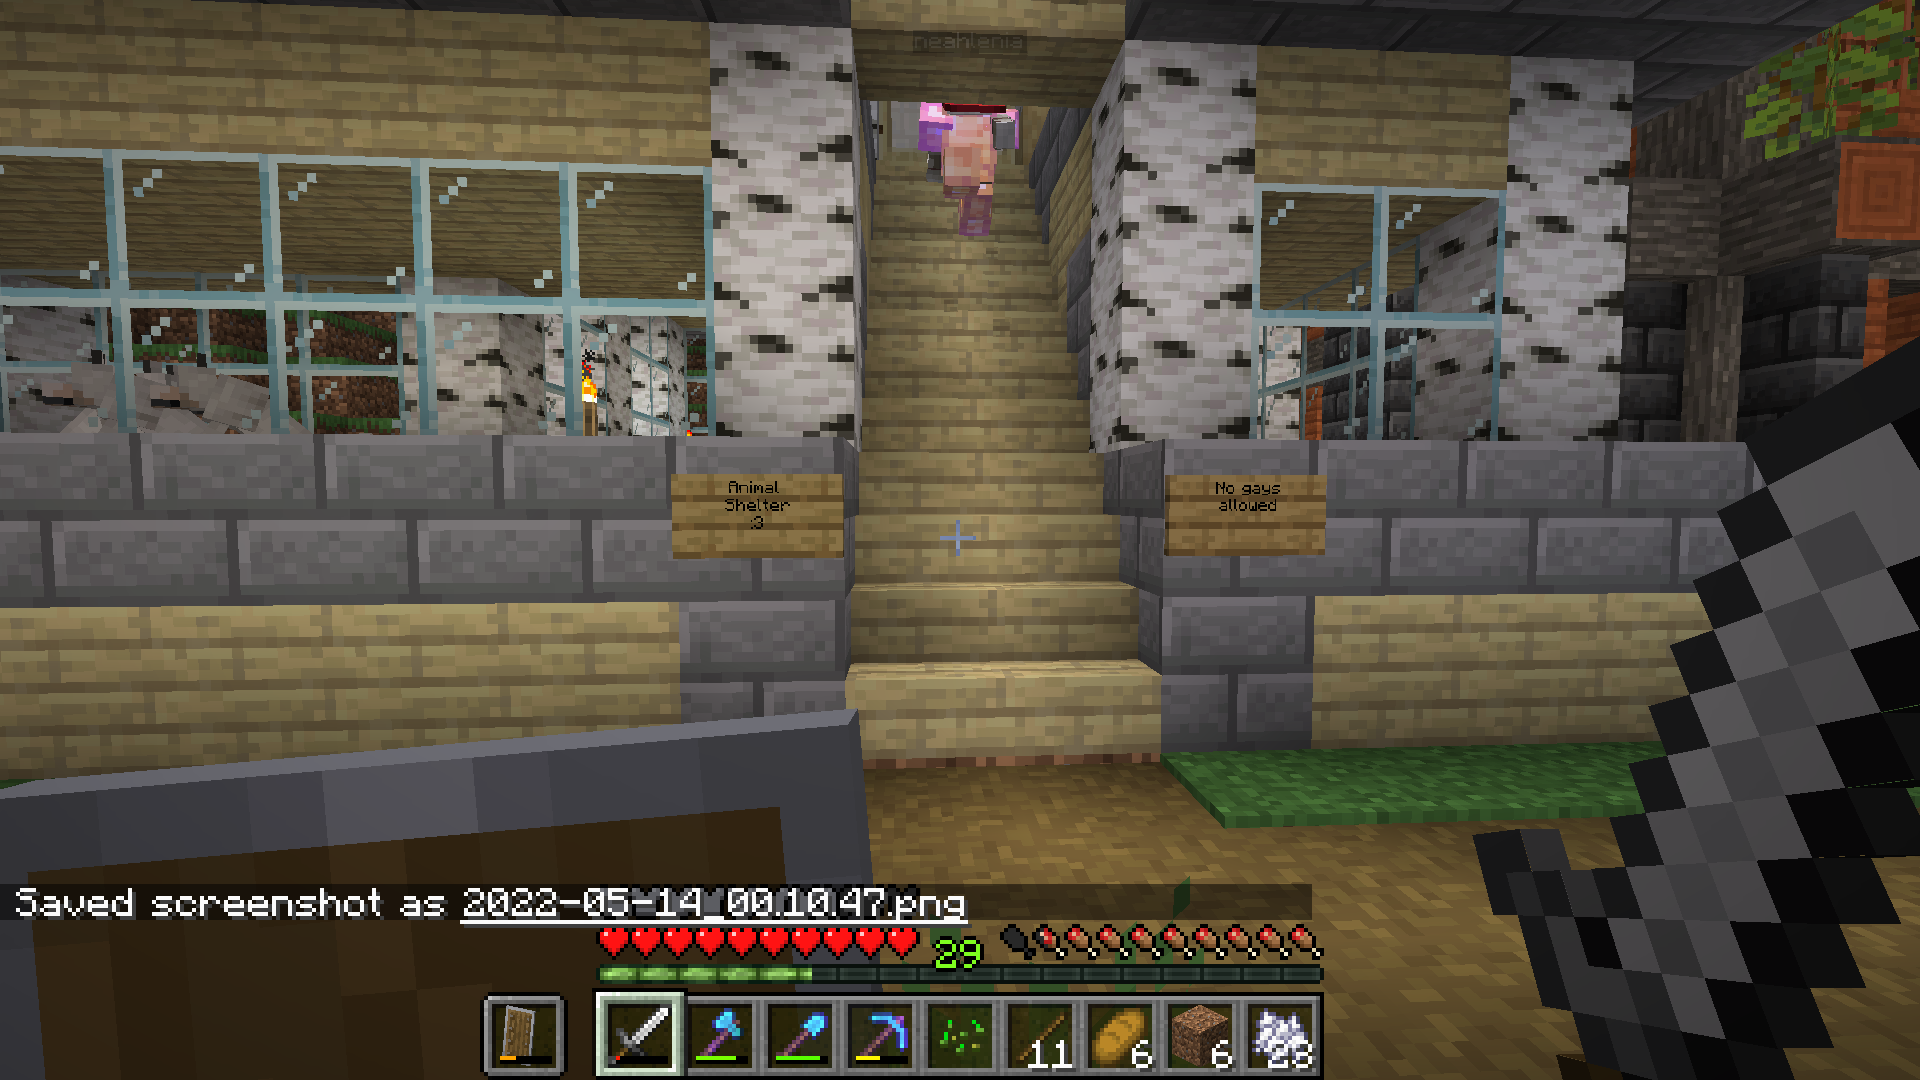 neahlenia
Animal
Shelter
:3
No gays
allowed
Saved screenshot as 2022-05-14_00.10.47.png
29
11
6
6
28